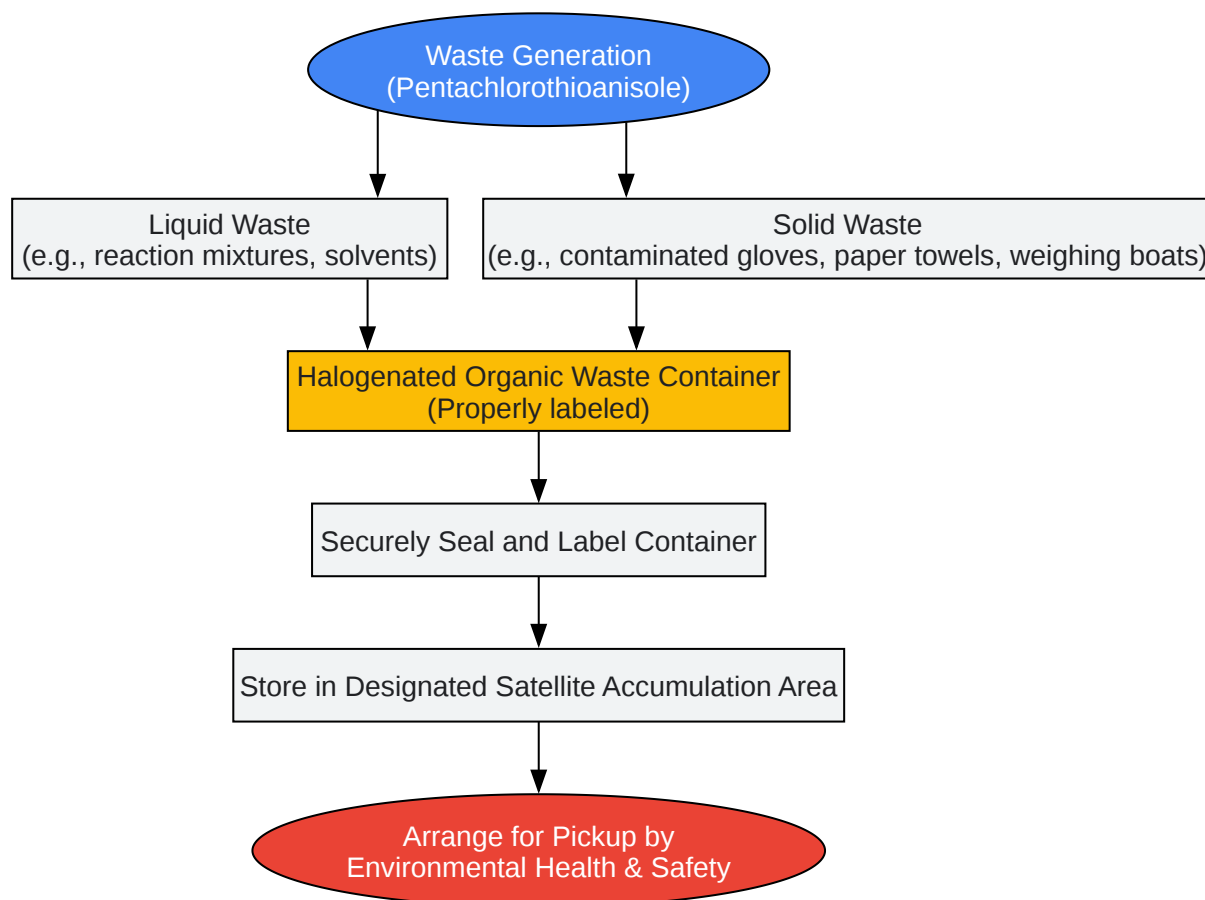 Waste Generation
(Pentachlorothioanisole)
Liquid Waste
(e.g., reaction mixtures, solvents)
Solid Waste
(e.g., contaminated gloves, paper towels, weighing boats)
Halogenated Organic Waste Container
(Properly labeled)
Securely Seal and Label Container
Store in Designated Satellite Accumulation Area
Arrange for Pickup by
Environmental Health & Safety